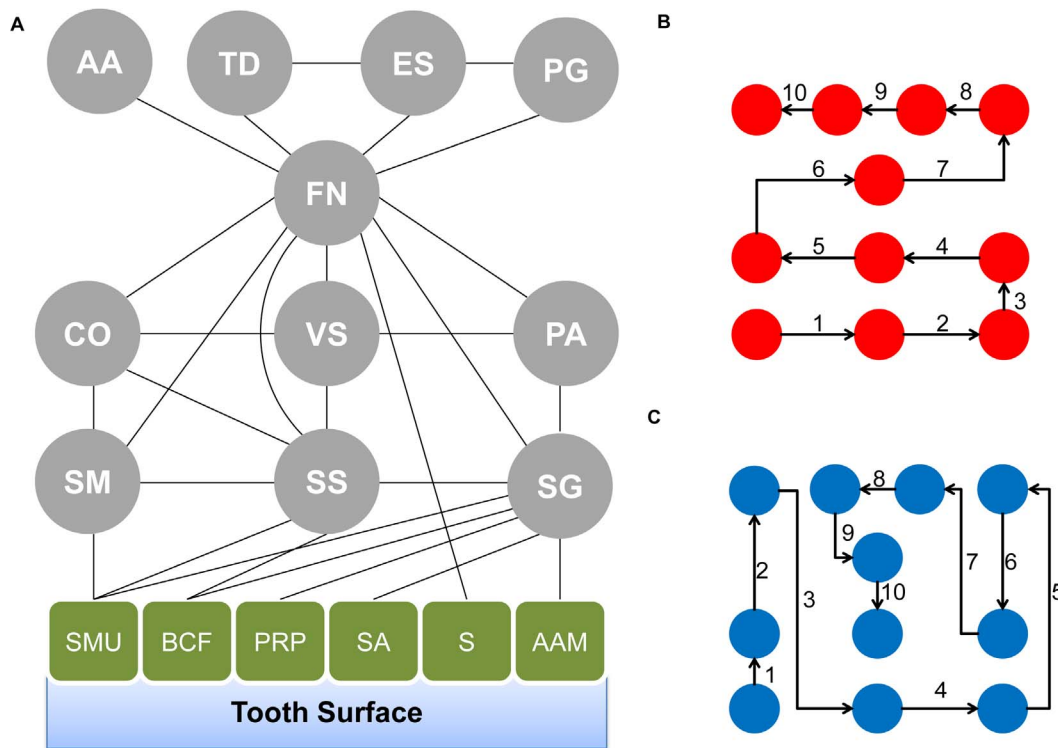 A
AA TD ES PG
FN
CO VS PA
SM SS SG
SMU BCF PRP SA S AAM
Tooth Surface
B
10 9 8
6 7
5 4
3
1 2
C
8
9
2 7 6 5
3 10
1 4